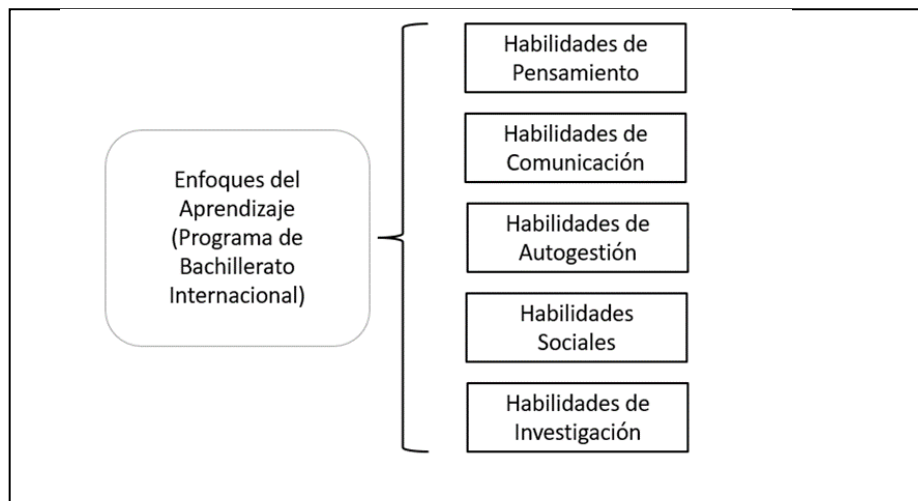 Enfoques del
Aprendizaje
(Programa de
Bachillerato
Internacional)
Habilidades de
Pensamiento
Habilidades de
Comunicación
Habilidades de
Autogestión
Habilidades
Sociales
Habilidades de
Investigación